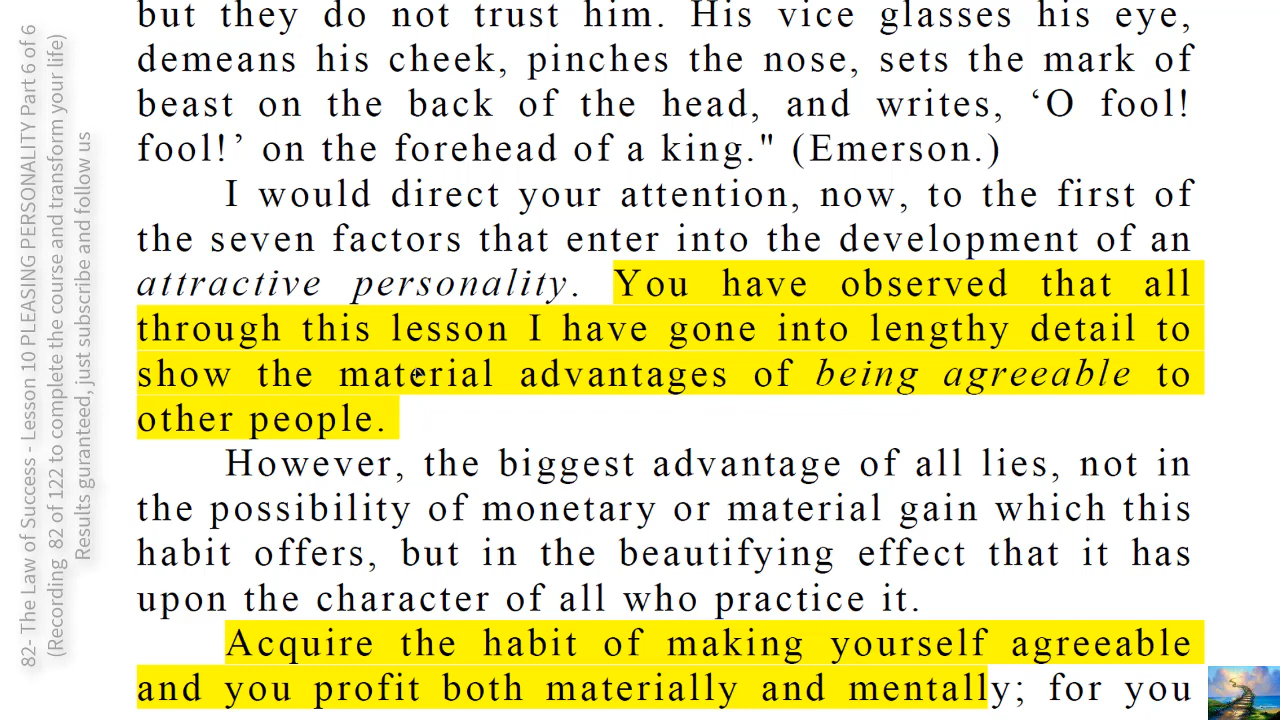 but they do not trust him. His vice glasses his eye,
demeans his cheek, pinches the nose, sets the mark of
beast on the back of the head, and writes, ‘O fool!
fool!’ on the forehead of a king." (Emerson.)
I would direct your attention, now, to the first of
the seven factors that enter into the development of an
attractive personality. You have observed that all
through this lesson I have gone into lengthy detail to
show the material advantages of being agreeable to
other people.
However, the biggest advantage of all lies, not in
the possibility of monetary or material gain which this
habit offers, but in the beautifying effect that it has
upon the character of all who practice it.
Acquire the habit of making yourself agreeable
and you profit both materially and mentally; for you
82- The Law of Success - Lesson 10 PLEASING PERSONALITY Part 6 of 6
(Recording 82 of 122 to complete the course and transform your life)
Results guranteed, just subscribe and follow us